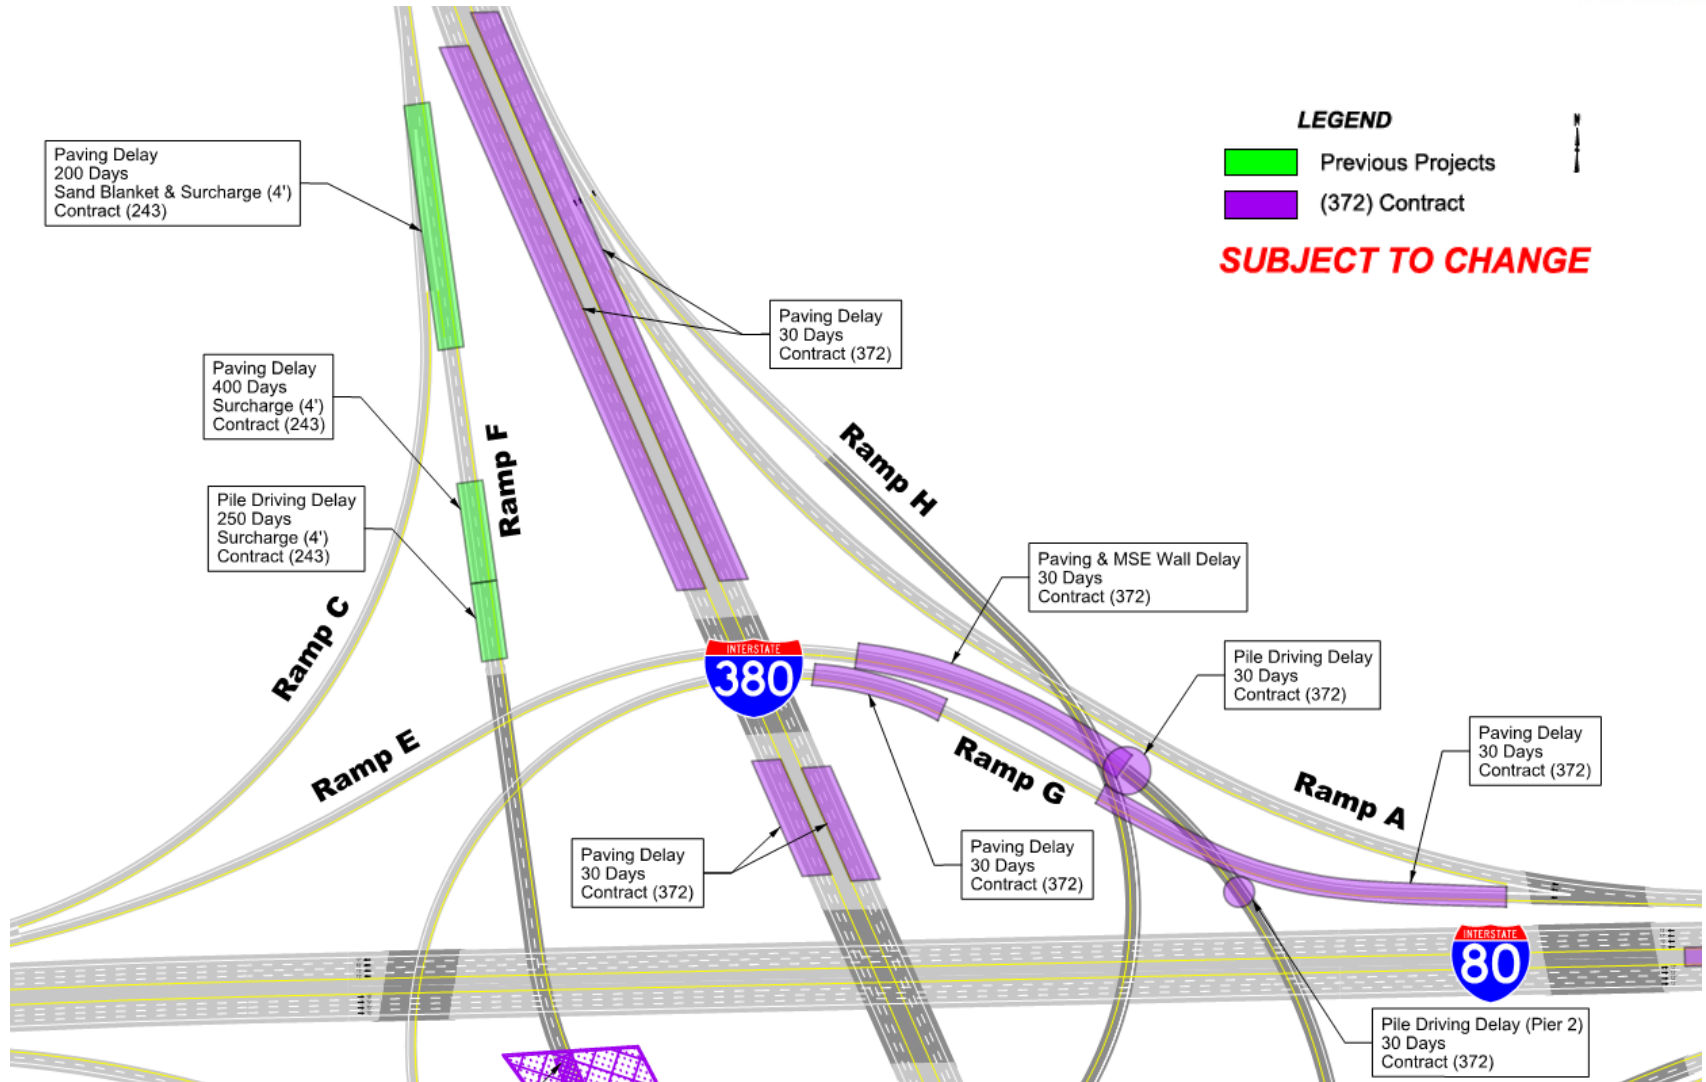 LEGEND
N
Previous Projects
(372) Contract
SUBJECT TO CHANGE
Paving Delay
200 Days
Sand Blanket & Surcharge (4')
Contract (243)
Paving Delay
30 Days
Contract (372)
Paving Delay
400 Days
Surcharge (4')
Contract (243)
Ramp F
Ramp H
Pile Driving Delay
250 Days
Surcharge (4')
Contract (243)
Paving & MSE Wall Delay
30 Days
Contract (372)
Ramp C
INTERSTATE
380
Pile Driving Delay
30 Days
Contract (372)
Ramp E
Ramp G
Ramp A
Paving Delay
30 Days
Contract (372)
Paving Delay
30 Days
Contract (372)
Paving Delay
30 Days
Contract (372)
INTERSTATE
80
Pile Driving Delay (Pier 2)
30 Days
Contract (372)